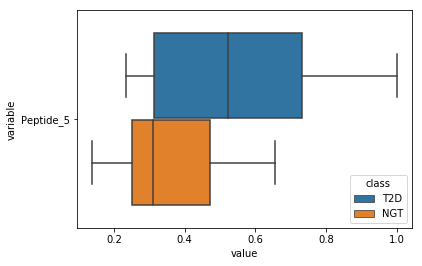 variable
Peptide_5
class
T2D
NGT
0.2 0.4 0.6 0.8 1.0
value